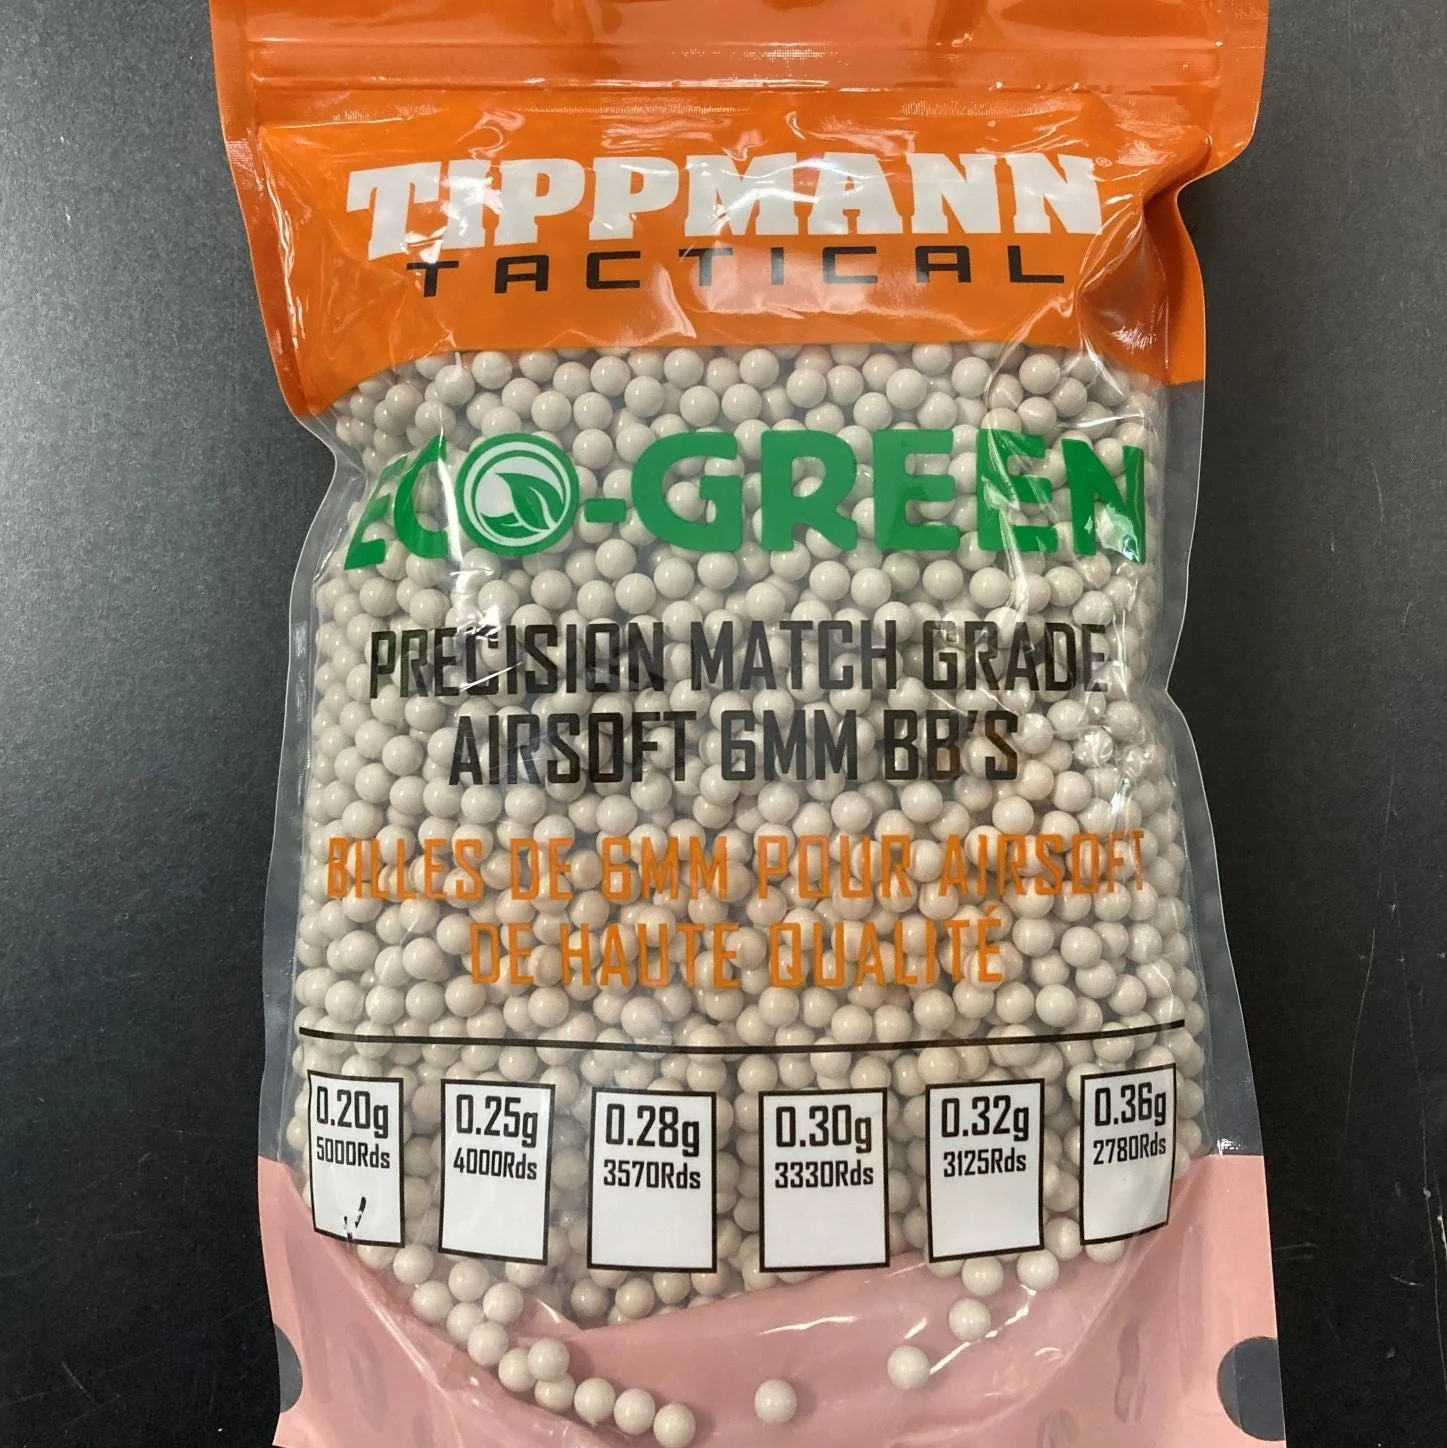 TIPPMANN®
TACTICAL
ECO-GREEN
PRECISION MATCH GRADE
AIRSOFT 6MM BB'S
BILLES DE 6MM POUR AIRSOFT
DE HAUTE QUALITÉ
0.20g
5000Rds
0.25g
4000Rds
0.28g
3570Rds
0.30g
3330Rds
0.32g
3125Rds
0.36g
2780Rds